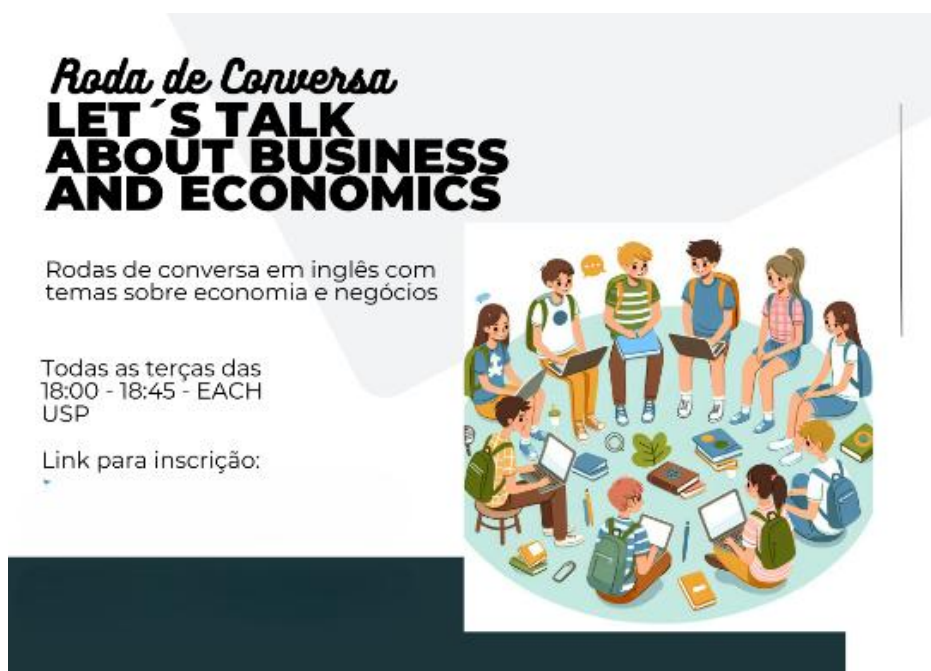 Roda de Conversa
LET´S TALK
ABOUT BUSINESS
AND ECONOMICS
Rodas de conversa em inglês com
temas sobre economia e negócios
Todas as terças das
18:00 - 18:45 - EACH
USP
Link para inscrição: